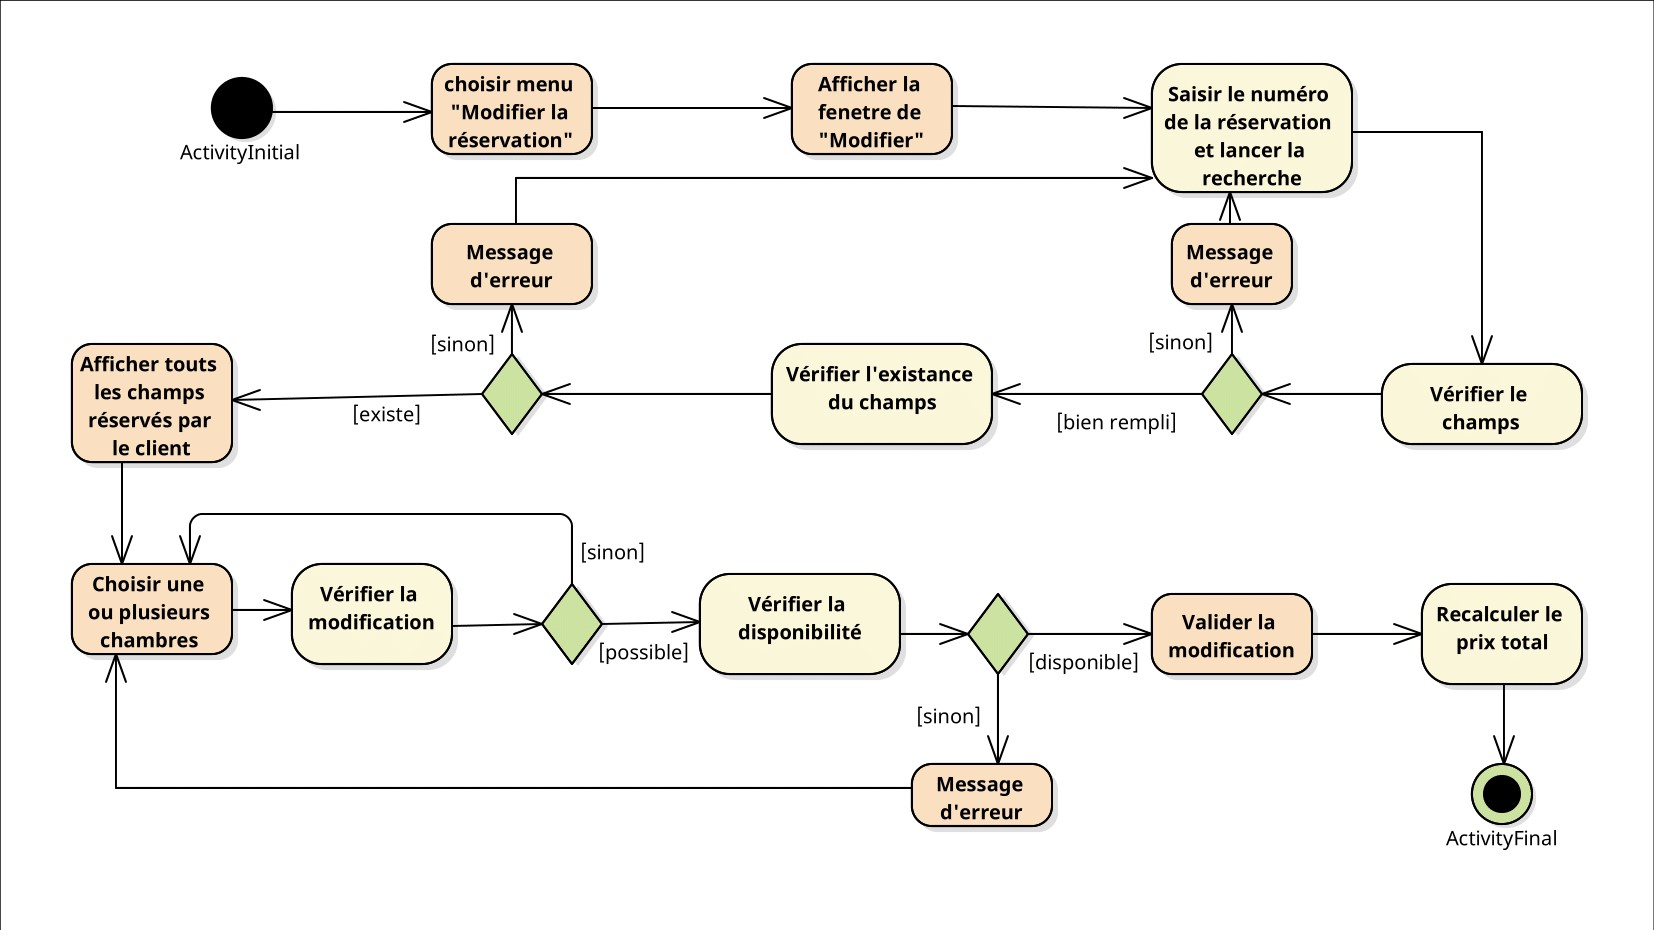 choisir menu
"Modifier la
réservation"
Afficher la
fenetre de
"Modifier"
Saisir le numéro
de la réservation
et lancer la
recherche
ActivityInitial
Message
d'erreur
Message
d'erreur
[sinon]
[sinon]
Afficher touts
les champs
réservés par
le client
[existe]
Vérifier l'existance
du champs
[bien rempli]
Vérifier le
champs
[sinon]
Choisir une
ou plusieurs
chambres
Vérifier la
modification
[possible]
Vérifier la
disponibilité
[disponible]
Valider la
modification
Recalculer le
prix total
[sinon]
Message
d'erreur
ActivityFinal